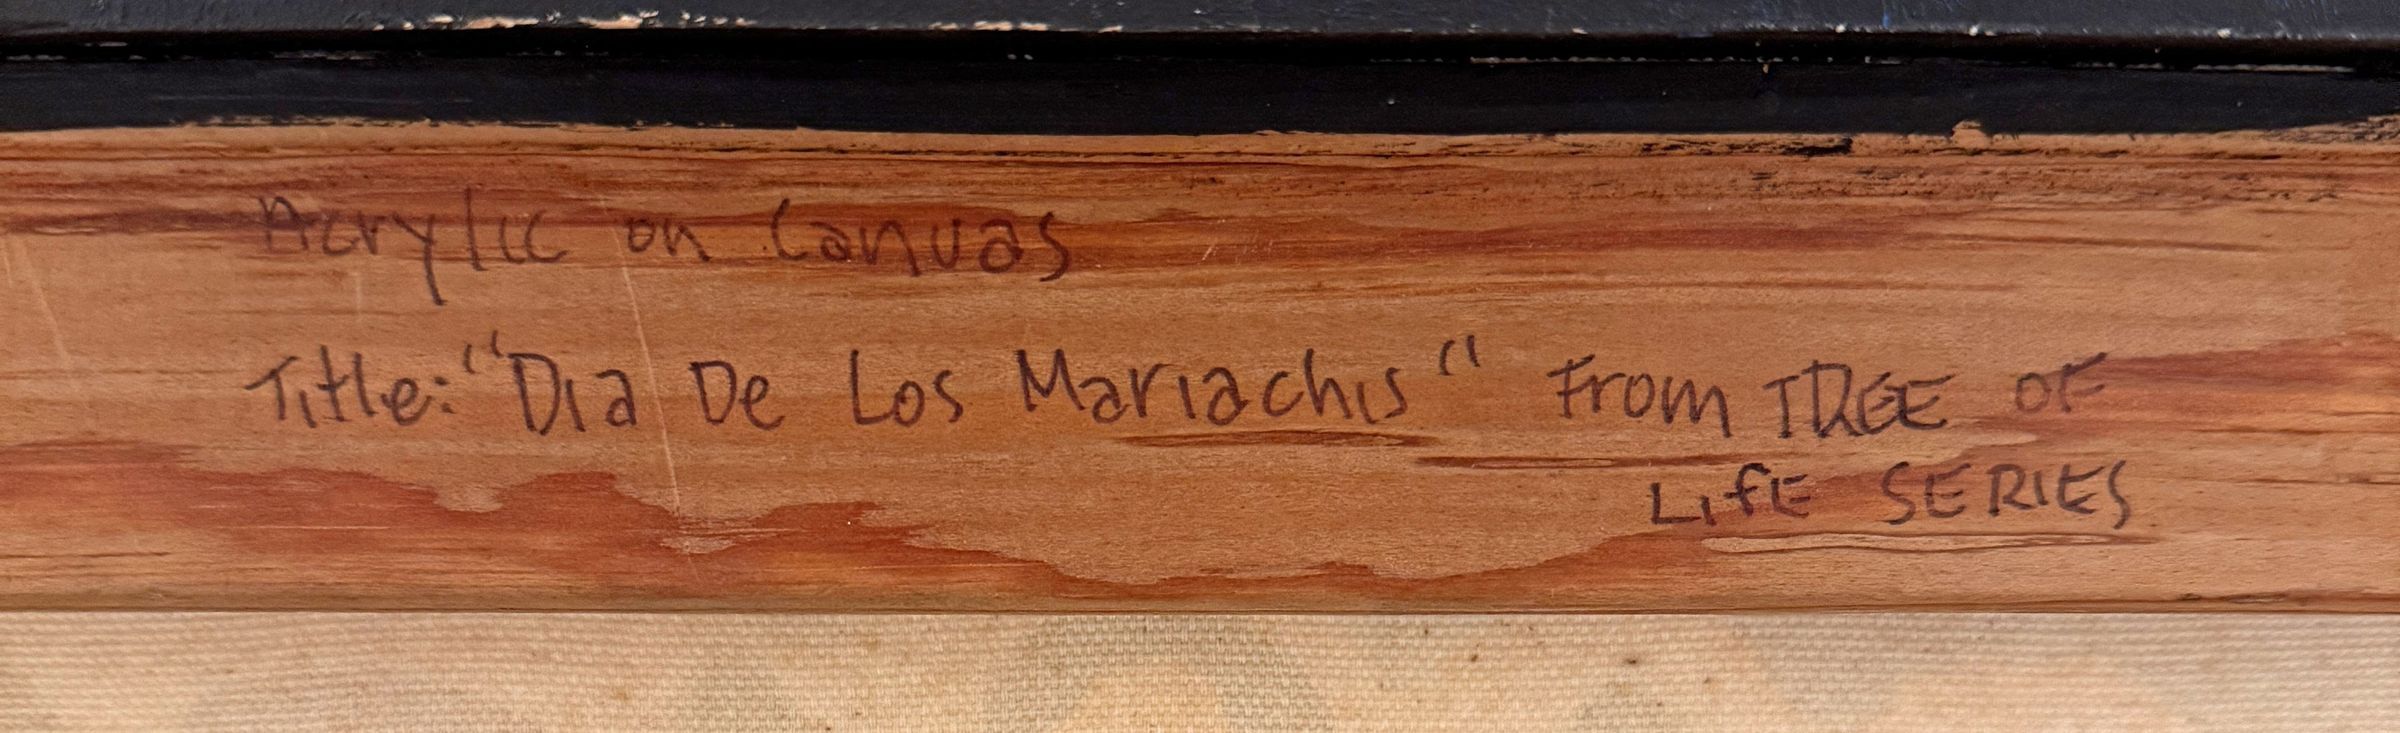 Acrylic on Canvas
Title: "Dia De Los Mariachis" From TREE OF
LIFE SERIES